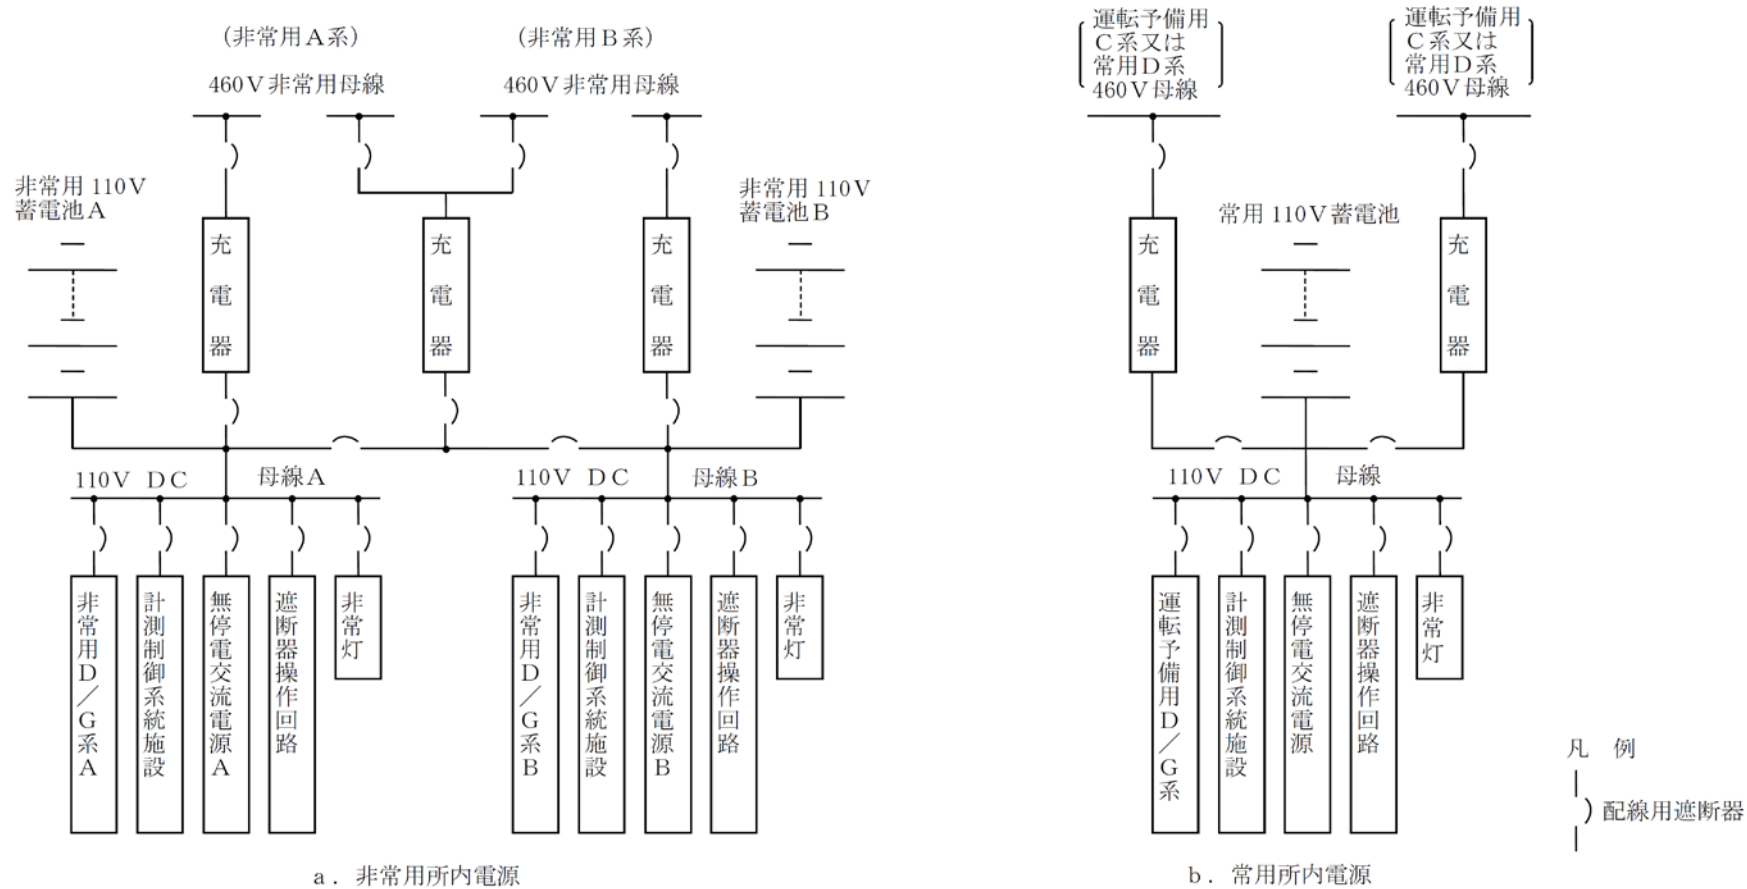 (非常用A系)
(非常用B系)
460V非常用母線
460V非常用母線
運転予備用
C系又は
常用D系
460V母線
運転予備用
C系又は
常用D系
460V母線
非常用110V
蓄電池A
充電器
充電器
充電器
非常用110V
蓄電池B
充電器
常用110V蓄電池
充電器
110V DC 母線A
110V DC 母線B
110V DC 母線
非常用D/G系A
計測制御系統施設
無停電交流電源A
遮断器操作回路
非常灯
非常用D/G系B
計測制御系統施設
無停電交流電源B
遮断器操作回路
非常灯
運転予備用D/G系
計測制御系統施設
無停電交流電源
遮断器操作回路
非常灯
凡 例
配線用遮断器
a. 非常用所内電源
b. 常用所内電源